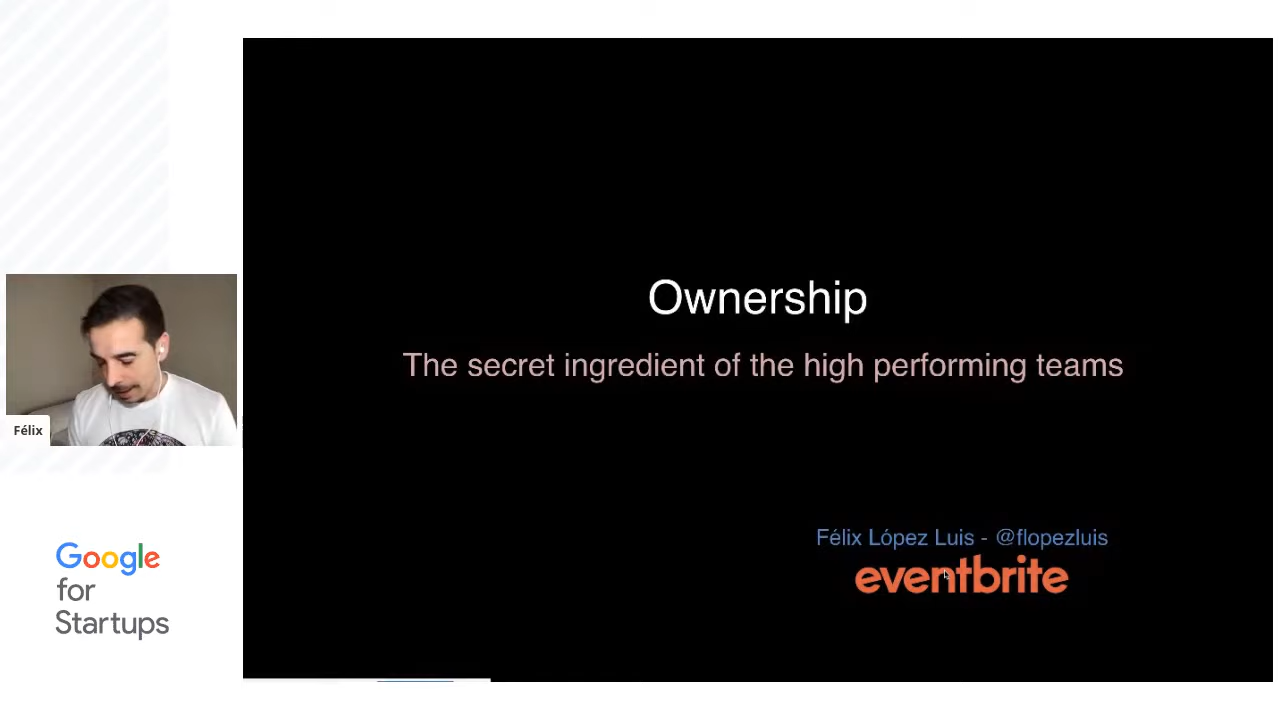 Ownership
The secret ingredient of the high performing teams
Félix López Luis - @flopezluis
eventbrite
Félix
Google
for
Startups